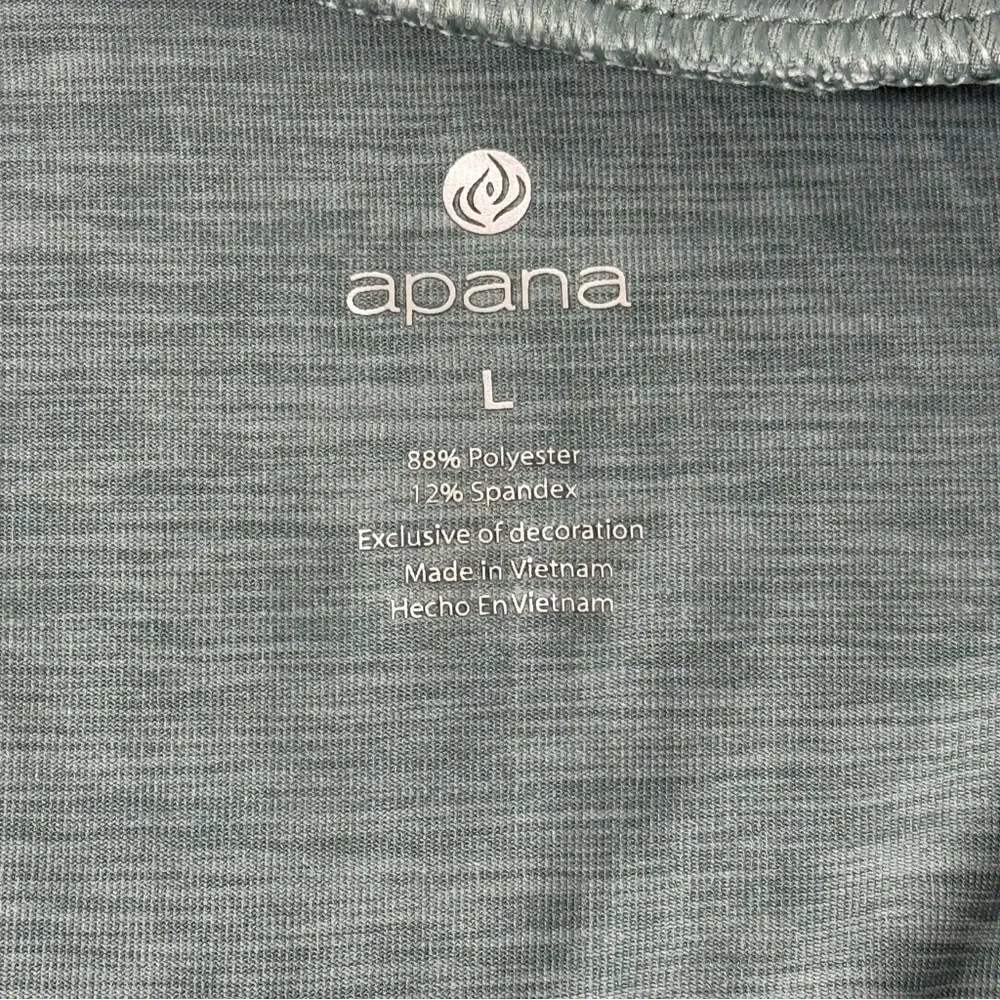 apana
L
88% Polyester
12% Spandex
Exclusive of decoration
Made in Vietnam
Hecho En Vietnam